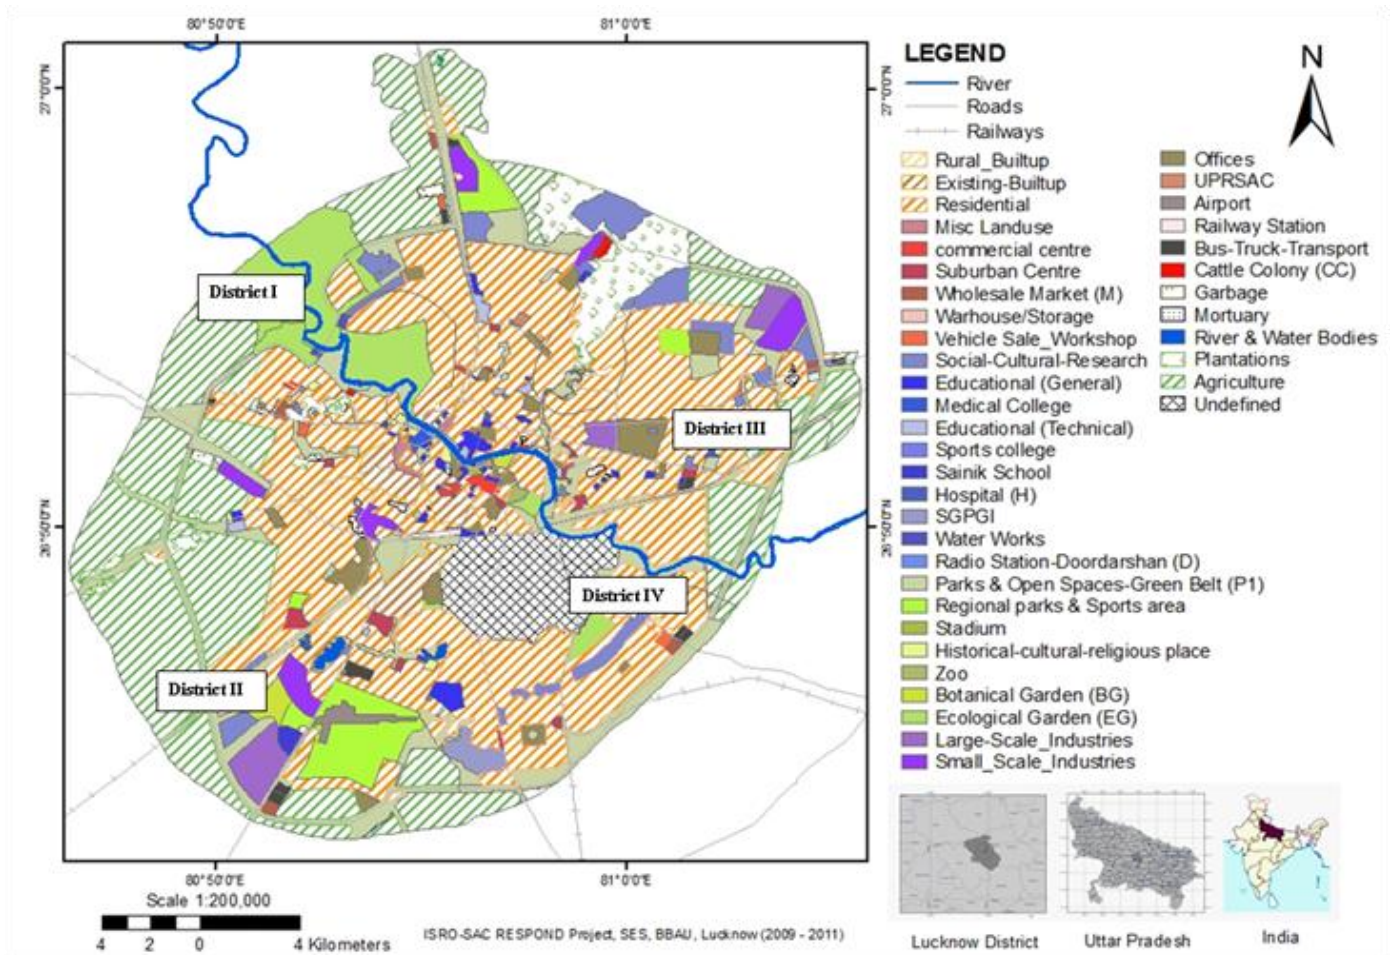 80°50'0"E 81°0'0"E
27°0'0"N 27°0'0"N
26°50'0"N 26°50'0"N
District I
District III
District IV
District II
80°50'0"E 81°0'0"E
Scale 1:200,000
4 2 0 4 Kilometers
ISRO-SAC RESPOND Project, SES, BBAU, Lucknow (2009 - 2011)
LEGEND
N
River
Roads
Railways
Rural_Builtup
Existing-Builtup
Residential
Misc Landuse
commercial centre
Suburban Centre
Wholesale Market (M)
Warhouse/Storage
Vehicle Sale_Workshop
Social-Cultural-Research
Educational (General)
Medical College
Educational (Technical)
Sports college
Sainik School
Hospital (H)
SGPGI
Water Works
Radio Station-Doordarshan (D)
Parks & Open Spaces-Green Belt (P1)
Regional parks & Sports area
Stadium
Historical-cultural-religious place
Zoo
Botanical Garden (BG)
Ecological Garden (EG)
Large-Scale_Industries
Small_Scale_Industries
Offices
UPRSAC
Airport
Railway Station
Bus-Truck-Transport
Cattle Colony (CC)
Garbage
Mortuary
River & Water Bodies
Plantations
Agriculture
Undefined
Lucknow District
Uttar Pradesh
India